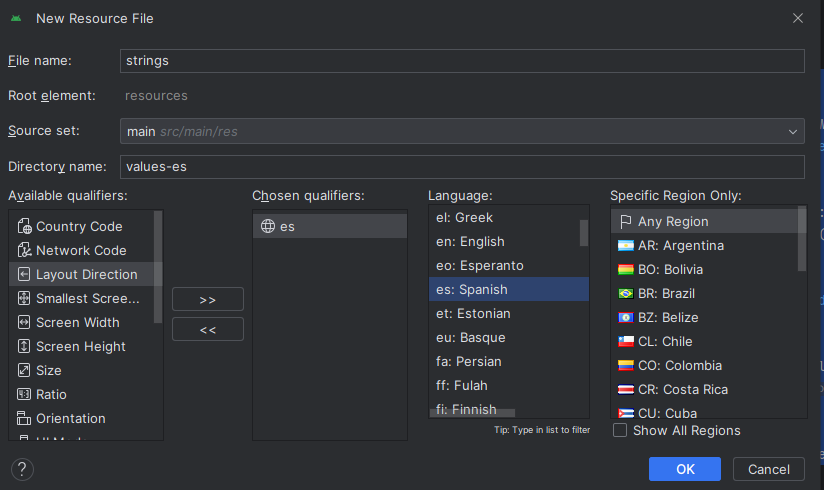 New Resource File
File name:
strings
Root element:
resources
Source set:
main src/main/res
Directory name:
values-es
Available qualifiers:
Country Code
Network Code
Layout Direction
Smallest Scree...
Screen Width
Screen Height
Size
Ratio
Orientation
>>
<<
Chosen qualifiers:
es
Language:
el: Greek
en: English
eo: Esperanto
es: Spanish
et: Estonian
eu: Basque
fa: Persian
ff: Fulah
fi: Finnish
Tip: Type in list to filter
Specific Region Only:
Any Region
AR: Argentina
BO: Bolivia
BR: Brazil
BZ: Belize
CL: Chile
CO: Colombia
CR: Costa Rica
CU: Cuba
Show All Regions
?
OK
Cancel